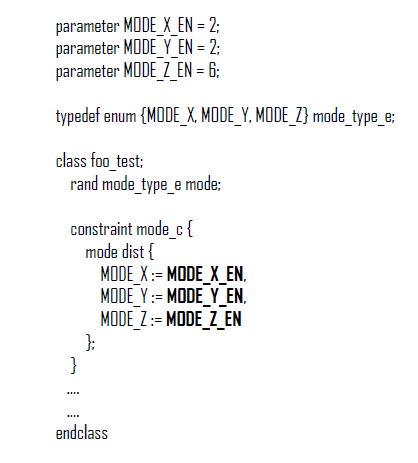 parameter MODE_X_EN = 2;
parameter MODE_Y_EN = 2;
parameter MODE_Z_EN = 6;
typedef enum {MODE_X, MODE_Y, MODE_Z} mode_type_e;
class foo_test;
rand mode_type_e mode;
constraint mode_c {
mode dist {
MODE_X := MODE_X_EN,
MODE_Y := MODE_Y_EN,
MODE_Z := MODE_Z_EN
};
}
....
....
endclass